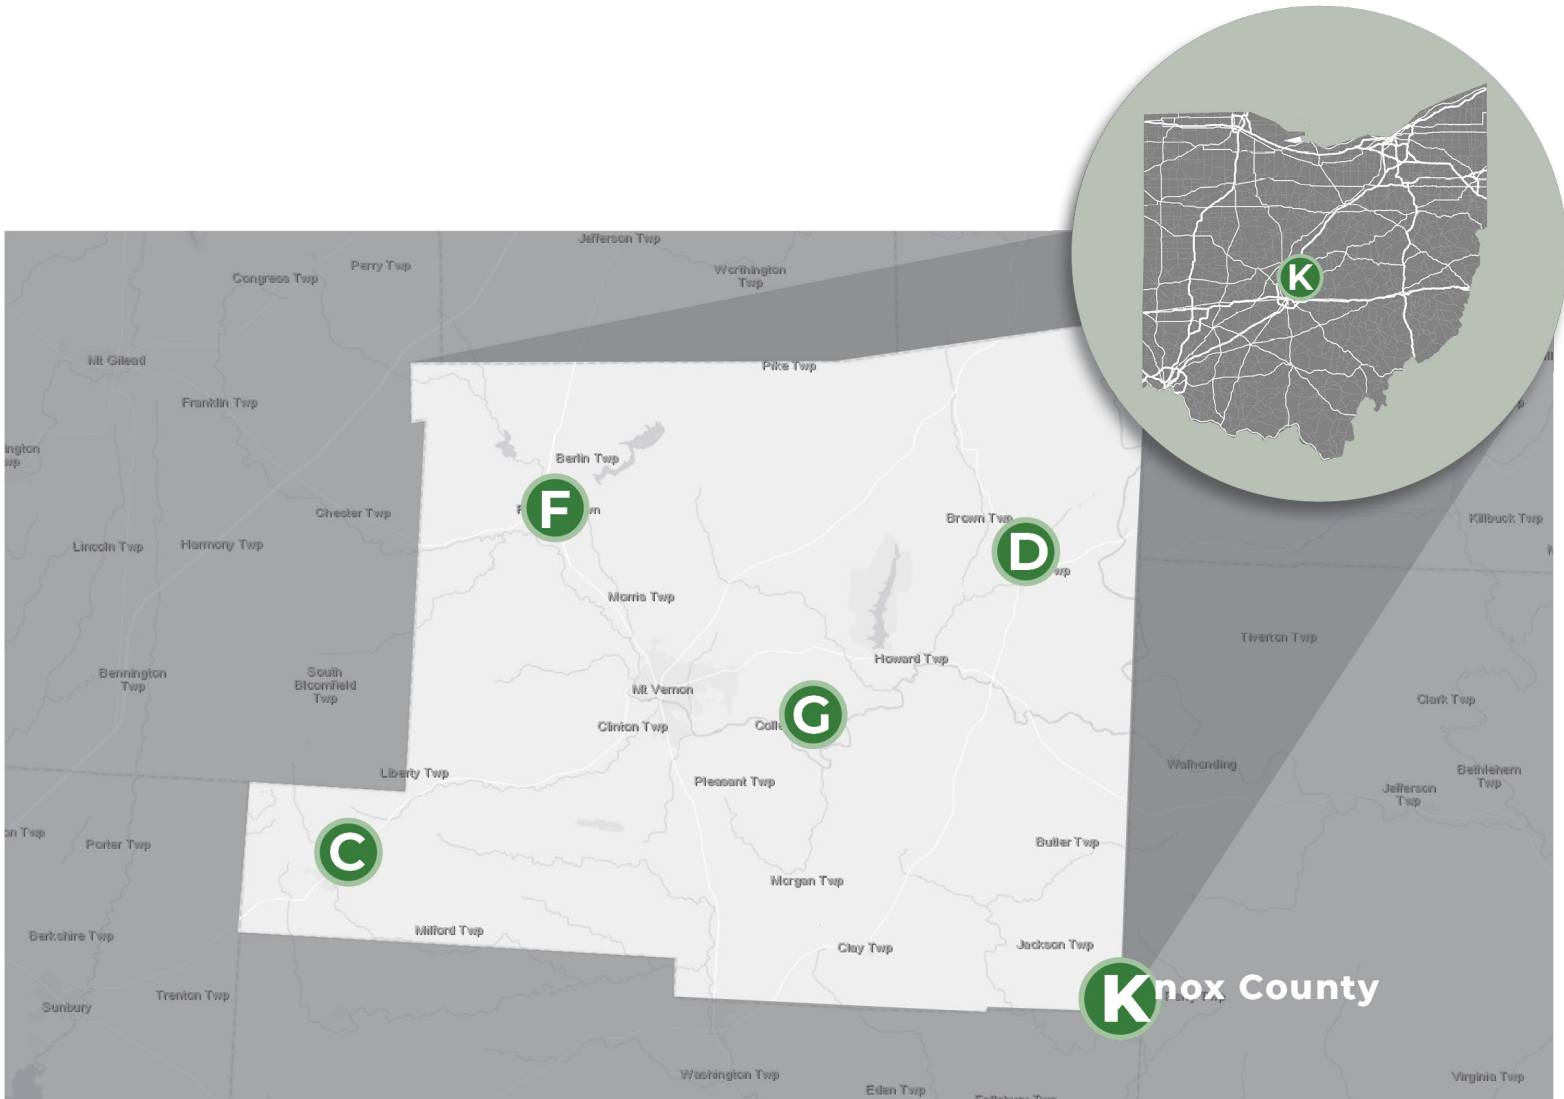 K
Jefferson Twp
Perry Twp
Congress Twp
Worthington
Twp
Mt Gilead
Pike Twp
Franklin Twp
Berlin Twp
F
Chester Twp
Brown Twp
Killbuck Twp
Lincoln Twp
Harmony Twp
D
Twp
Morris Twp
Tiverton Twp
Howard Twp
Bennington
Twp
South
Bloomfield
Twp
Mt Vernon
Clark Twp
G
Clinton Twp
Liberty Twp
Pleasant Twp
Walhonding
Bethlehem
Twp
Jefferson
Twp
Porter Twp
C
Butler Twp
Morgan Twp
Berkshire Twp
Milford Twp
Clay Twp
Jackson Twp
Knox County
Trenton Twp
Sunbury
Washington Twp
Eden Twp
Virginia Twp